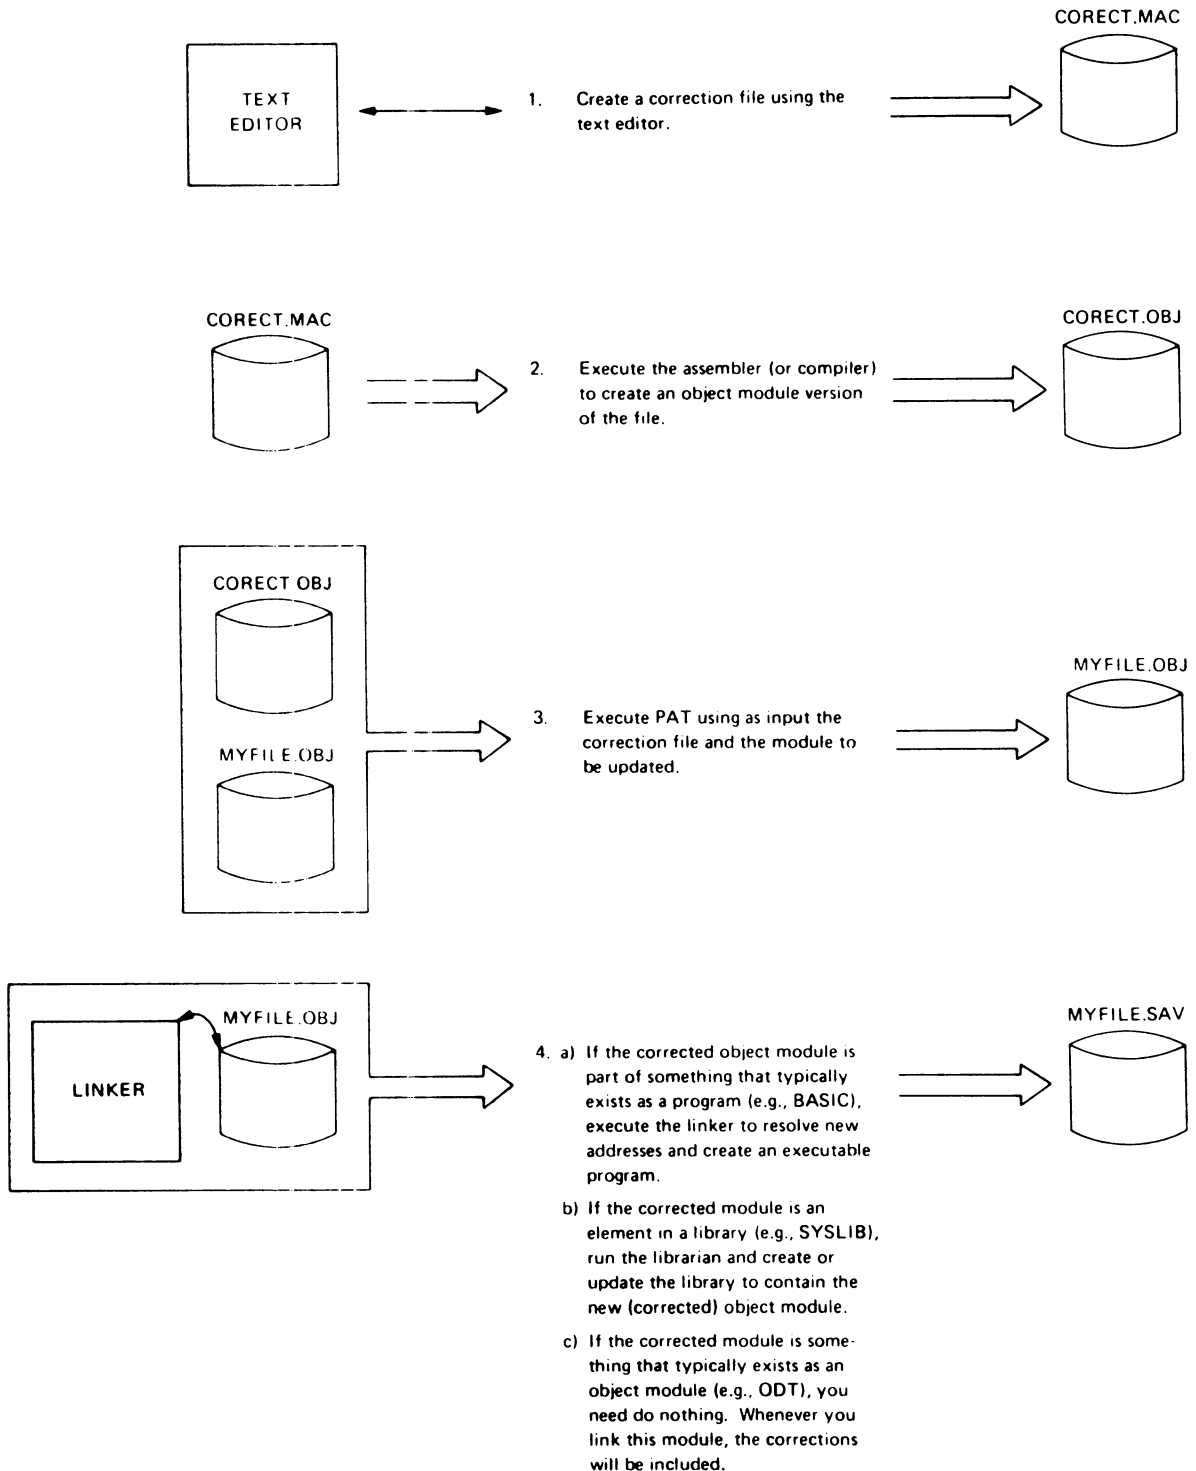 CORECT.MAC
TEXT
EDITOR
1. Create a correction file using the
text editor.
CORECT.MAC
CORECT.OBJ
2. Execute the assembler (or compiler)
to create an object module version
of the file.
CORECT OBJ
MYFILE.OBJ
MYFILE.OBJ
3. Execute PAT using as input the
correction file and the module to
be updated.
LINKER
MYFILE.OBJ
MYFILE.SAV
4. a) If the corrected object module is
part of something that typically
exists as a program (e.g., BASIC),
execute the linker to resolve new
addresses and create an executable
program.
b) If the corrected module is an
element in a library (e.g., SYSLIB),
run the librarian and create or
update the library to contain the
new (corrected) object module.
c) If the corrected module is some-
thing that typically exists as an
object module (e.g., ODT), you
need do nothing. Whenever you
link this module, the corrections
will be included.